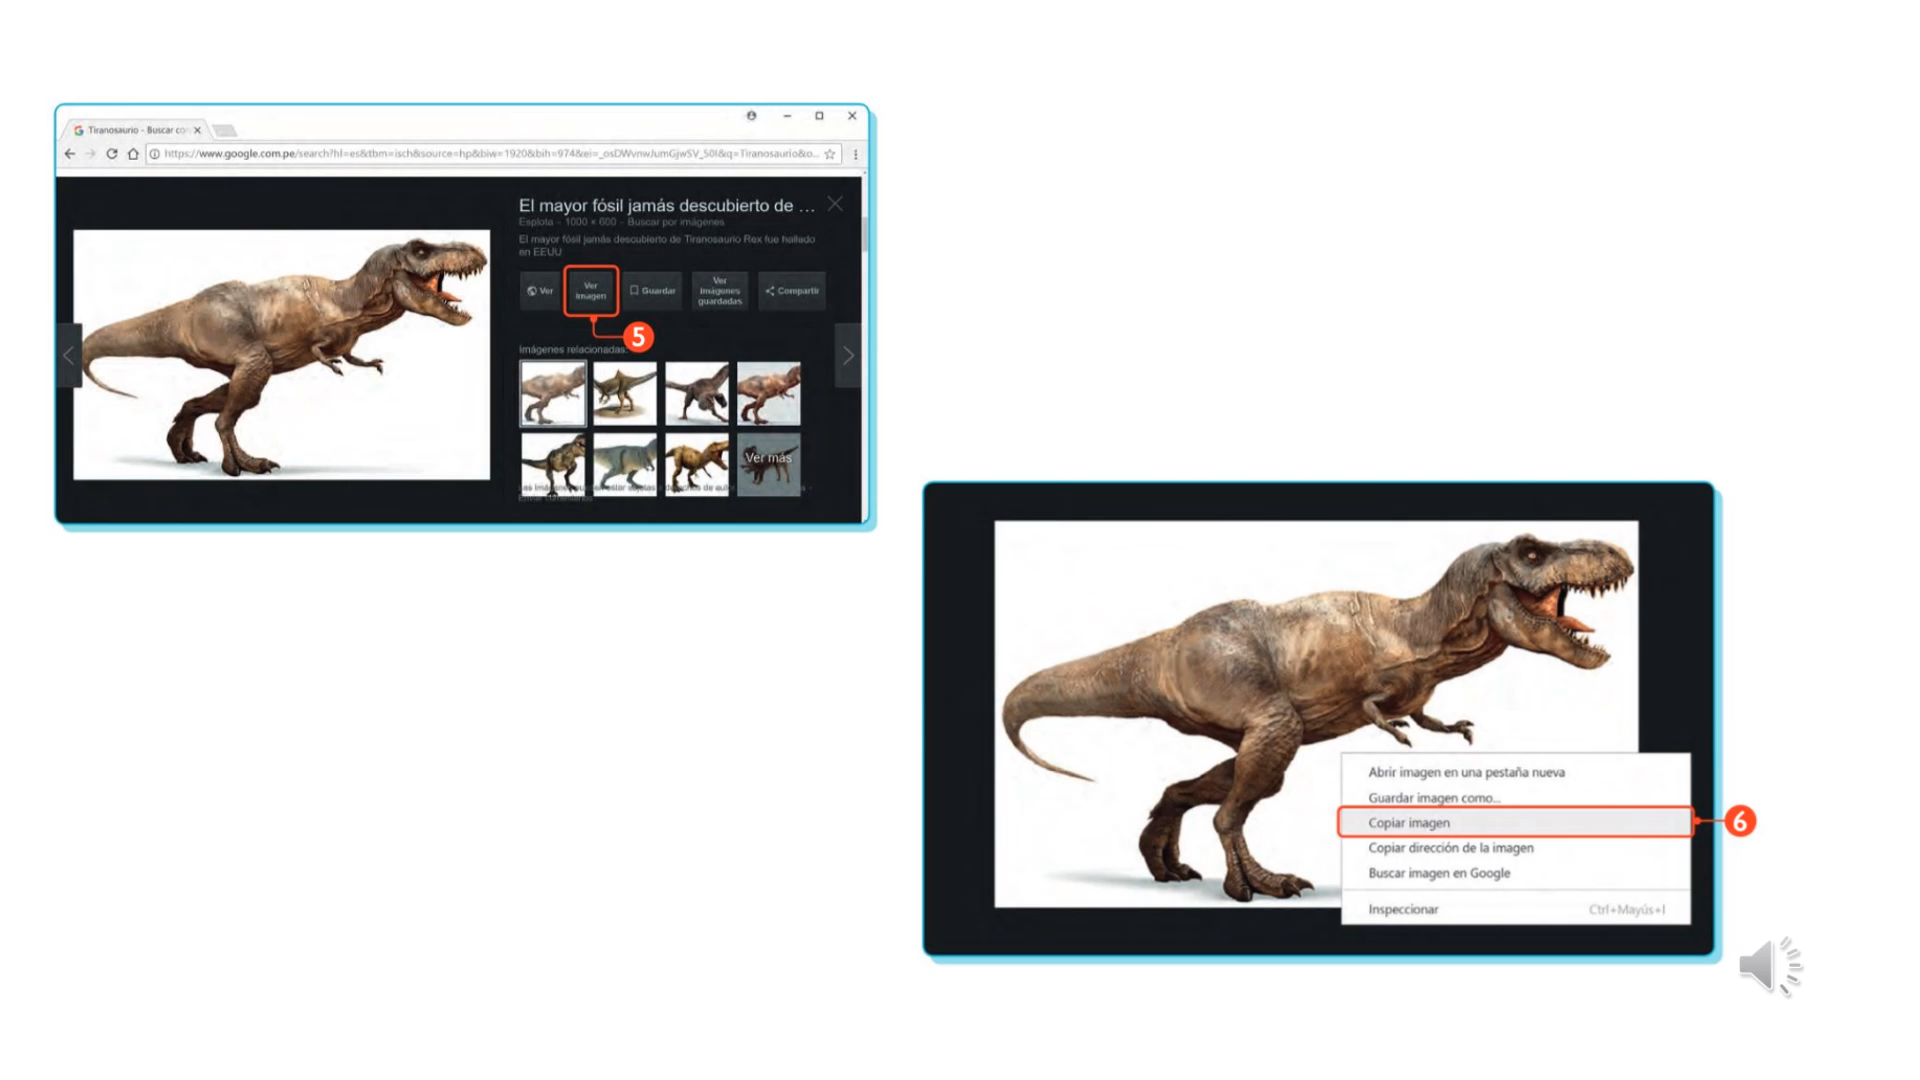 Tiranosaurio - Buscar co
https://www.google.com.pe/search?hl=es&tbm=isch&source=hp&biw=1920&bih=974&ei=_osDWvnwJumGjwSV_50I&q=Tiranosaurio&o...
El mayor fósil jamás descubierto de ...
Esplota - 1000 × 600 - Buscar por imágenes
El mayor fósil jamás descubierto de Tiranosaurio Rex fue hallado
en EEUU
Ver
Ver
imagen
Guardar
Ver
imágenes
guardadas
Compartir
5
Imágenes relacionadas:
Ver más
Abrir imagen en una pestaña nueva
Guardar imagen como...
Copiar imagen
6
Copiar dirección de la imagen
Buscar imagen en Google
Inspeccionar Ctrl+Mayús+I